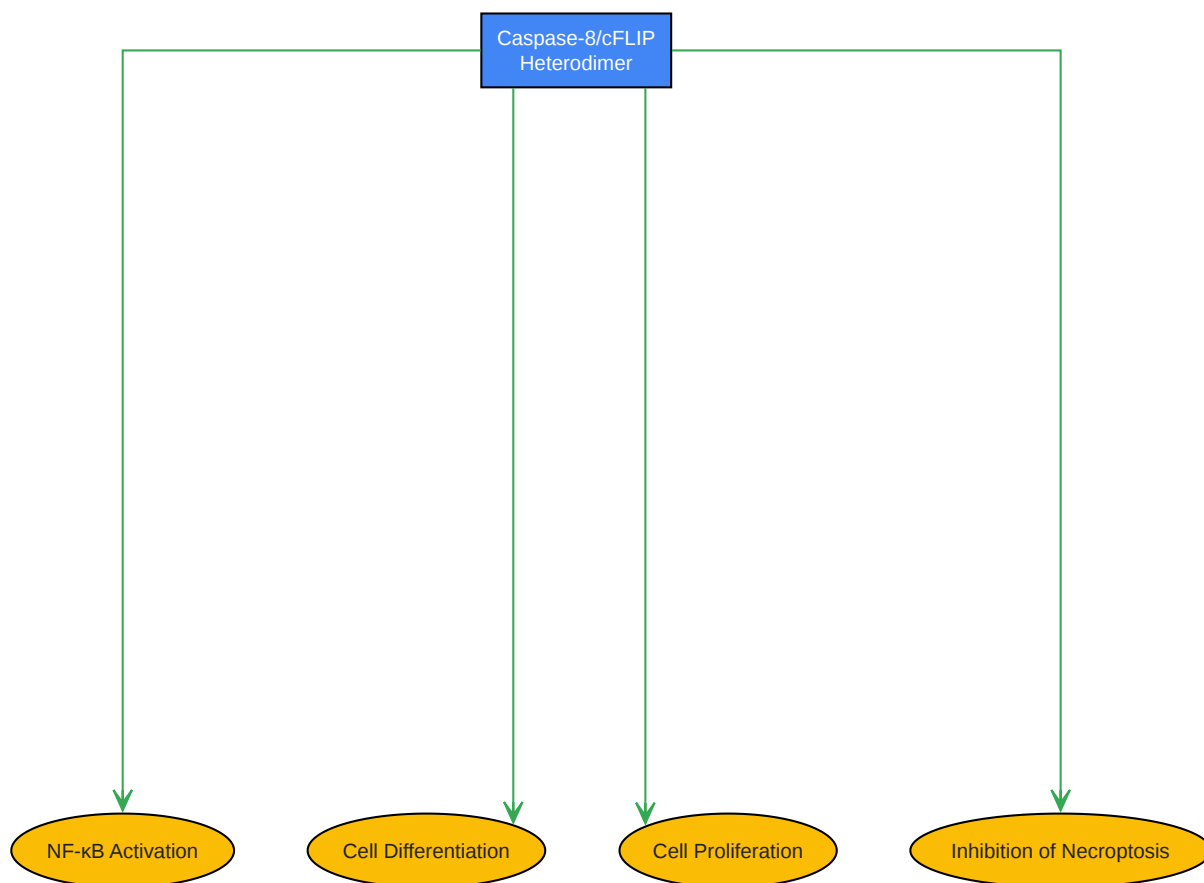 Caspase-8/cFLIP
Heterodimer
NF-κB Activation
Cell Differentiation
Cell Proliferation
Inhibition of Necroptosis